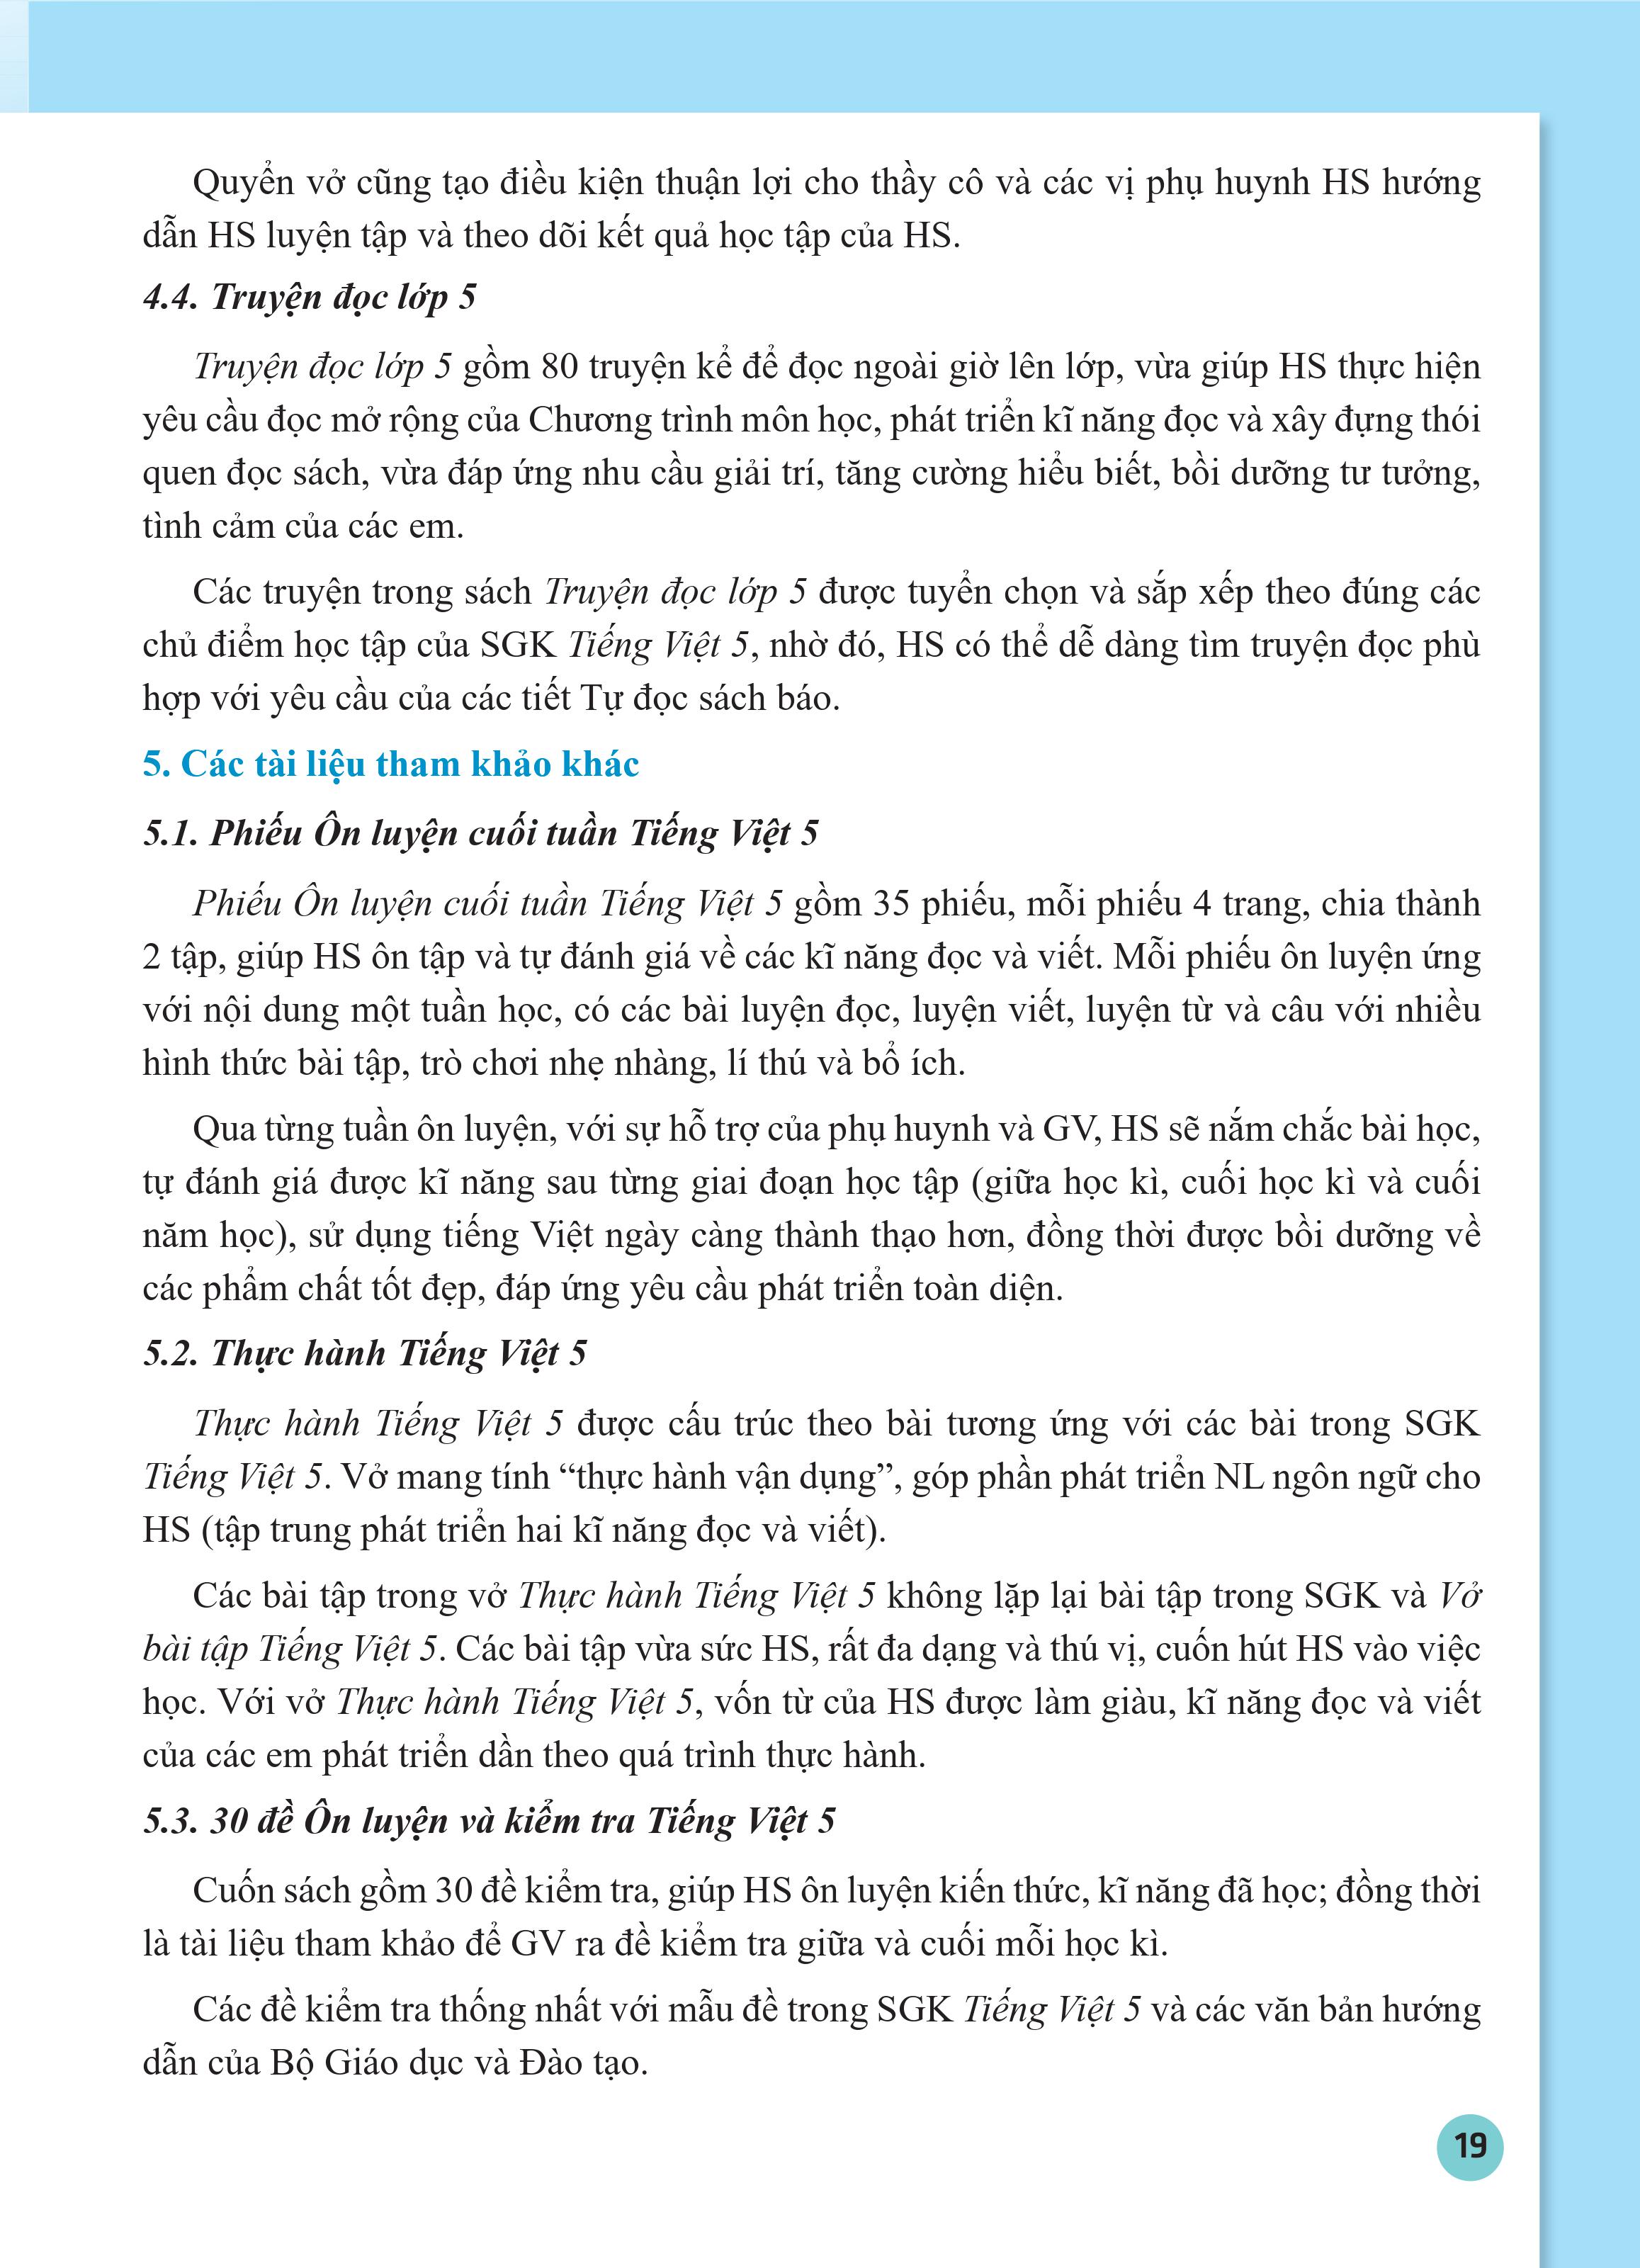 Quyển vở cũng tạo điều kiện thuận lợi cho thầy cô và các vị phụ huynh HS hướng
dẫn HS luyện tập và theo dõi kết quả học tập của HS.
4.4. Truyện đọc lớp 5
Truyện đọc lớp 5 gồm 80 truyện kể để đọc ngoài giờ lên lớp, vừa giúp HS thực hiện
yêu cầu đọc mở rộng của Chương trình môn học, phát triển kĩ năng đọc và xây đựng thói
quen đọc sách, vừa đáp ứng nhu cầu giải trí, tăng cường hiểu biết, bồi dưỡng tư tưởng,
tình cảm của các em.
Các truyện trong sách Truyện đọc lớp 5 được tuyển chọn và sắp xếp theo đúng các
chủ điểm học tập của SGK Tiếng Việt 5, nhờ đó, HS có thể dễ dàng tìm truyện đọc phù
hợp với yêu cầu của các tiết Tự đọc sách báo.
5. Các tài liệu tham khảo khác
5.1. Phiếu Ôn luyện cuối tuần Tiếng Việt 5
Phiếu Ôn luyện cuối tuần Tiếng Việt 5 gồm 35 phiếu, mỗi phiếu 4 trang, chia thành
2 tập, giúp HS ôn tập và tự đánh giá về các kĩ năng đọc và viết. Mỗi phiếu ôn luyện ứng
với nội dung một tuần học, có các bài luyện đọc, luyện viết, luyện từ và câu với nhiều
hình thức bài tập, trò chơi nhẹ nhàng, lí thú và bổ ích.
Qua từng tuần ôn luyện, với sự hỗ trợ của phụ huynh và GV, HS sẽ nắm chắc bài học,
tự đánh giá được kĩ năng sau từng giai đoạn học tập (giữa học kì, cuối học kì và cuối
năm học), sử dụng tiếng Việt ngày càng thành thạo hơn, đồng thời được bồi dưỡng về
các phẩm chất tốt đẹp, đáp ứng yêu cầu phát triển toàn diện.
5.2. Thực hành Tiếng Việt 5
Thực hành Tiếng Việt 5 được cấu trúc theo bài tương ứng với các bài trong SGK
Tiếng Việt 5. Vở mang tính “thực hành vận dụng”, góp phần phát triển NL ngôn ngữ cho
HS (tập trung phát triển hai kĩ năng đọc và viết).
Các bài tập trong vở Thực hành Tiếng Việt 5 không lặp lại bài tập trong SGK và Vở
bài tập Tiếng Việt 5. Các bài tập vừa sức HS, rất đa dạng và thú vị, cuốn hút HS vào việc
học. Với vở Thực hành Tiếng Việt 5, vốn từ của HS được làm giàu, kĩ năng đọc và viết
của các em phát triển dần theo quá trình thực hành.
5.3. 30 đề Ôn luyện và kiểm tra Tiếng Việt 5
Cuốn sách gồm 30 đề kiểm tra, giúp HS ôn luyện kiến thức, kĩ năng đã học; đồng thời
là tài liệu tham khảo để GV ra đề kiểm tra giữa và cuối mỗi học kì.
Các đề kiểm tra thống nhất với mẫu đề trong SGK Tiếng Việt 5 và các văn bản hướng
dẫn của Bộ Giáo dục và Đào tạo.
19